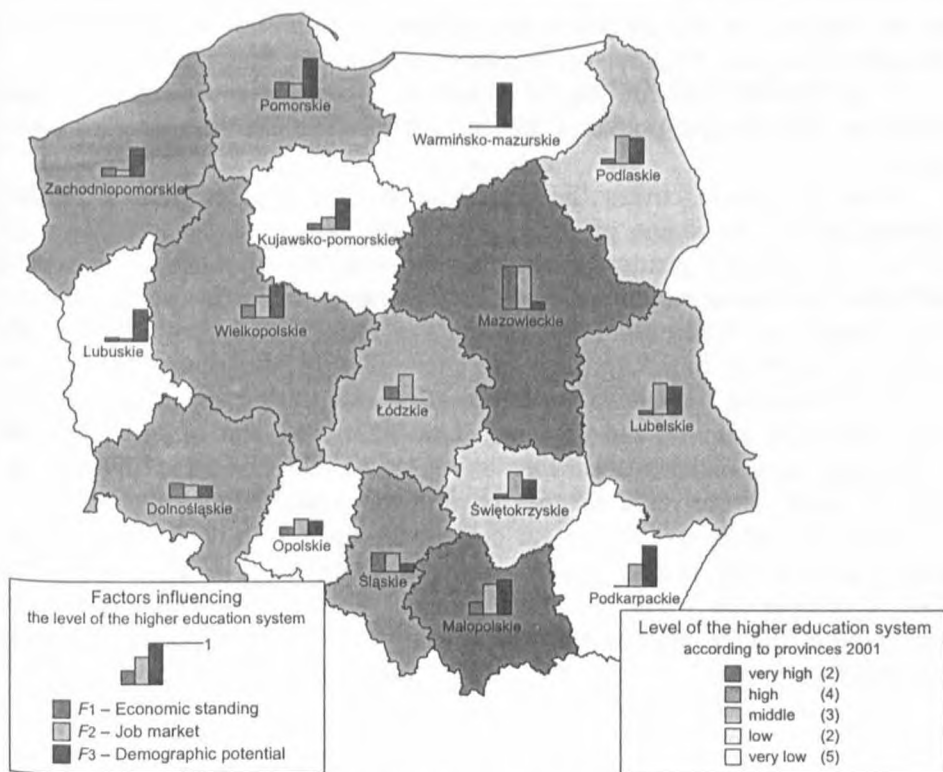 Pomorskie
Warmińsko-mazurskie
Podlaskie
Zachodniopomorskie
Kujawsko-pomorskie
Mazowieckie
Wielkopolskie
Lubuskie
Łódzkie
Lubelskie
Dolnośląskie
Świętokrzyskie
Opolskie
Śląskie
Podkarpackie
Małopolskie
Factors influencing
the level of the higher education system
1
F1 – Economic standing
F2 – Job market
F3 – Demographic potential
Level of the higher education system
according to provinces 2001
very high (2)
high (4)
middle (3)
low (2)
very low (5)